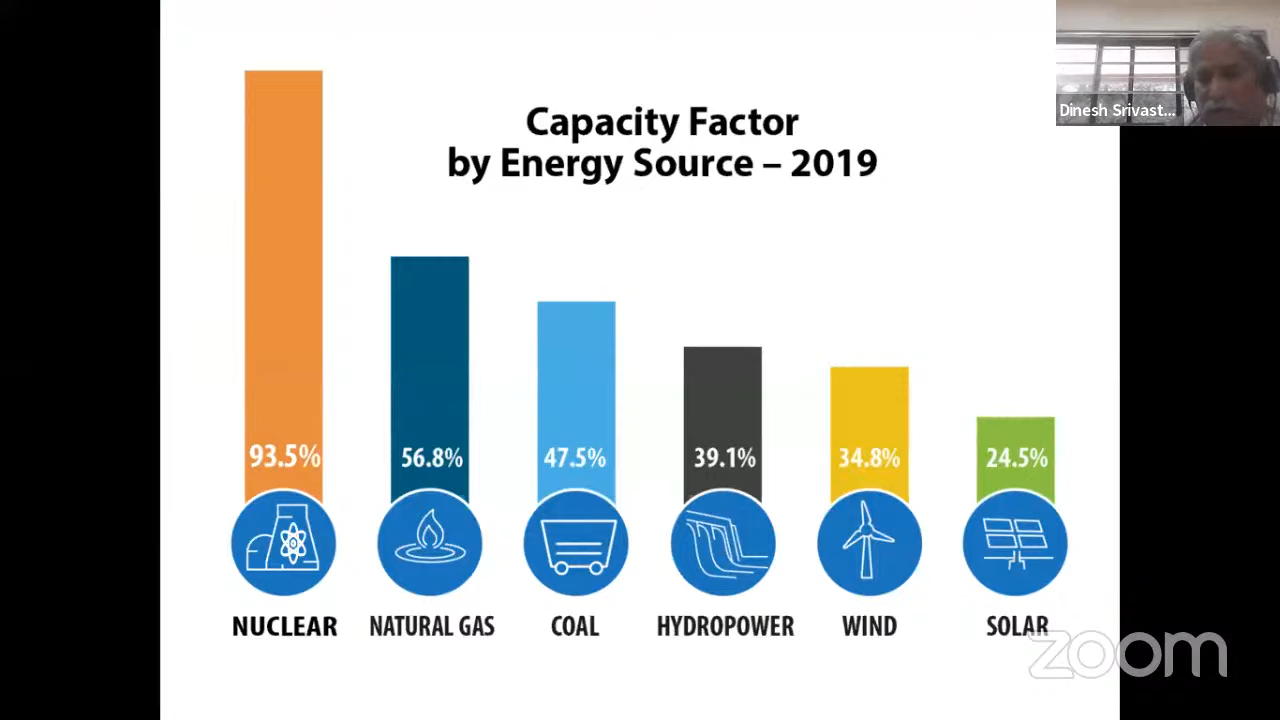 Dinesh Srivast...
Capacity Factor
by Energy Source – 2019
93.5%
56.8%
47.5%
39.1%
34.8%
24.5%
NUCLEAR
NATURAL GAS
COAL
HYDROPOWER
WIND
SOLAR
zoom